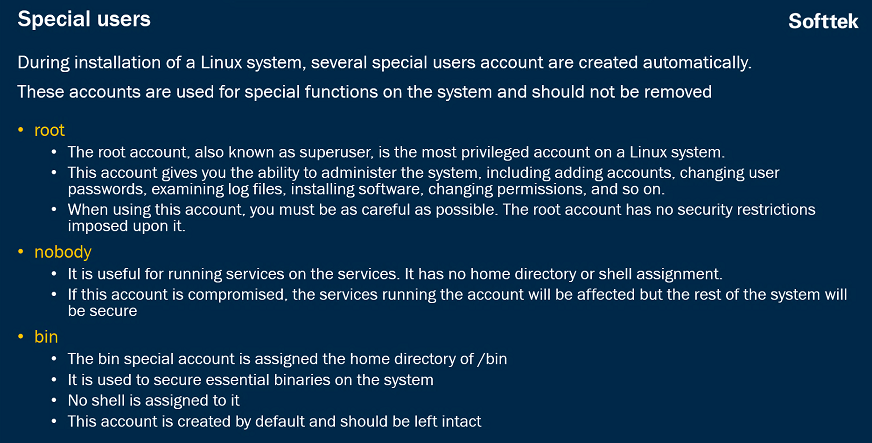 Special users
Softtek
During installation of a Linux system, several special users account are created automatically.
These accounts are used for special functions on the system and should not be removed
• root
• The root account, also known as superuser, is the most privileged account on a Linux system.
• This account gives you the ability to administer the system, including adding accounts, changing user
passwords, examining log files, installing software, changing permissions, and so on.
• When using this account, you must be as careful as possible. The root account has no security restrictions
imposed upon it.
• nobody
• It is useful for running services on the services. It has no home directory or shell assignment.
• If this account is compromised, the services running the account will be affected but the rest of the system will
be secure
• bin
• The bin special account is assigned the home directory of /bin
• It is used to secure essential binaries on the system
• No shell is assigned to it
• This account is created by default and should be left intact